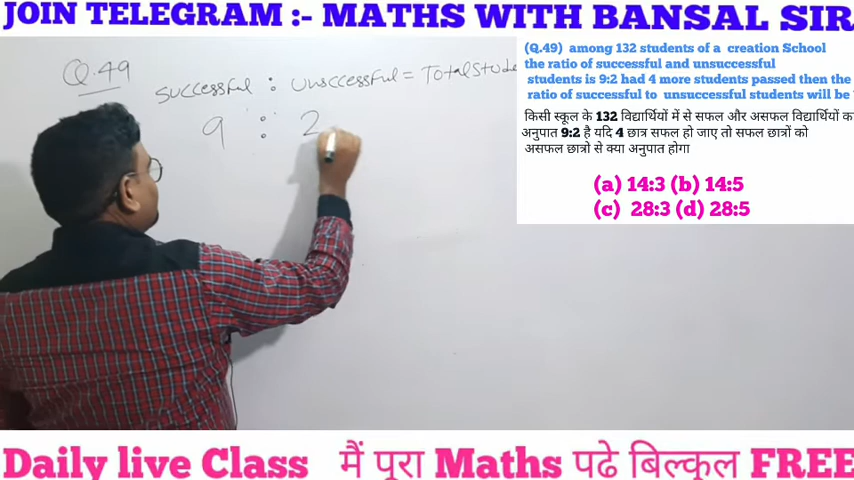 JOIN TELEGRAM :- MATHS WITH BANSAL SIR
(Q.49) among 132 students of a creation School
the ratio of successful and unsuccessful
students is 9:2 had 4 more students passed then the
ratio of successful to unsuccessful students will be
किसी स्कूल के 132 विद्यार्थियों में से सफल और असफल विद्यार्थियों का
अनुपात 9:2 है यदि 4 छात्र सफल हो जाए तो सफल छात्रों को
असफल छात्रो से क्या अनुपात होगा
(a) 14:3 (b) 14:5
(c) 28:3 (d) 28:5
Q.49
successful : unsccessful = Total Stude
9 : 2
Daily live Class मैं पूरा Maths पढे बिल्कुल FREE